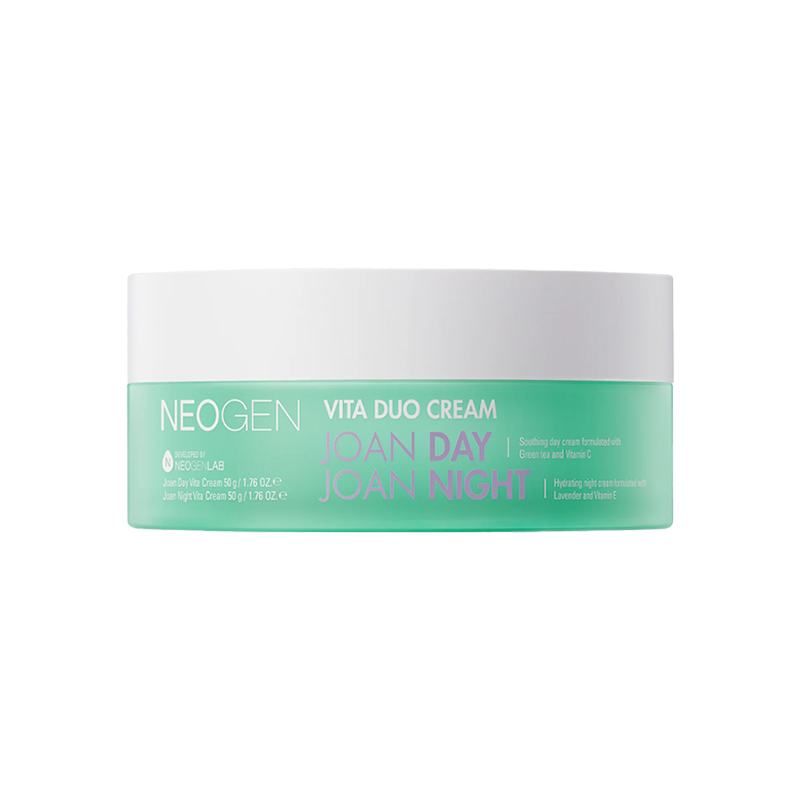 NEOGEN
DEVELOPED BY
N NEOGENLAB
Joan Day Vita Cream 50 g / 1.76 OZ. ℮
Joan Night Vita Cream 50 g / 1.76 OZ. ℮
VITA DUO CREAM
JOAN DAY
Soothing day cream formulated with
Green tea and Vitamin C
JOAN NIGHT
Hydrating night cream formulated with
Lavender and Vitamin E